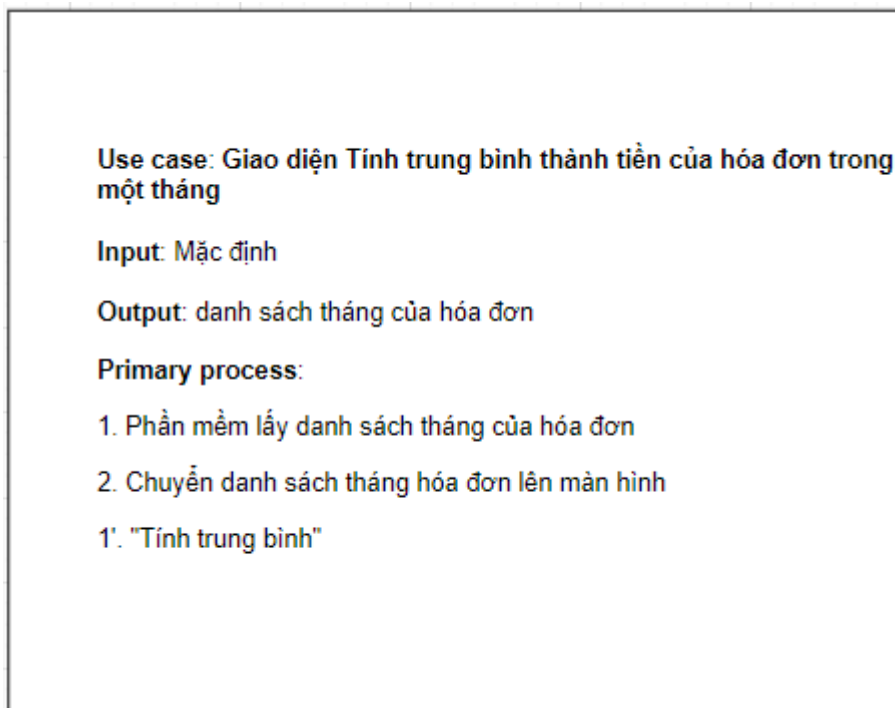 Use case: Giao diện Tính trung bình thành tiền của hóa đơn trong
một tháng
Input: Mặc định
Output: danh sách tháng của hóa đơn
Primary process:
1. Phần mềm lấy danh sách tháng của hóa đơn
2. Chuyển danh sách tháng hóa đơn lên màn hình
1'. "Tính trung bình"